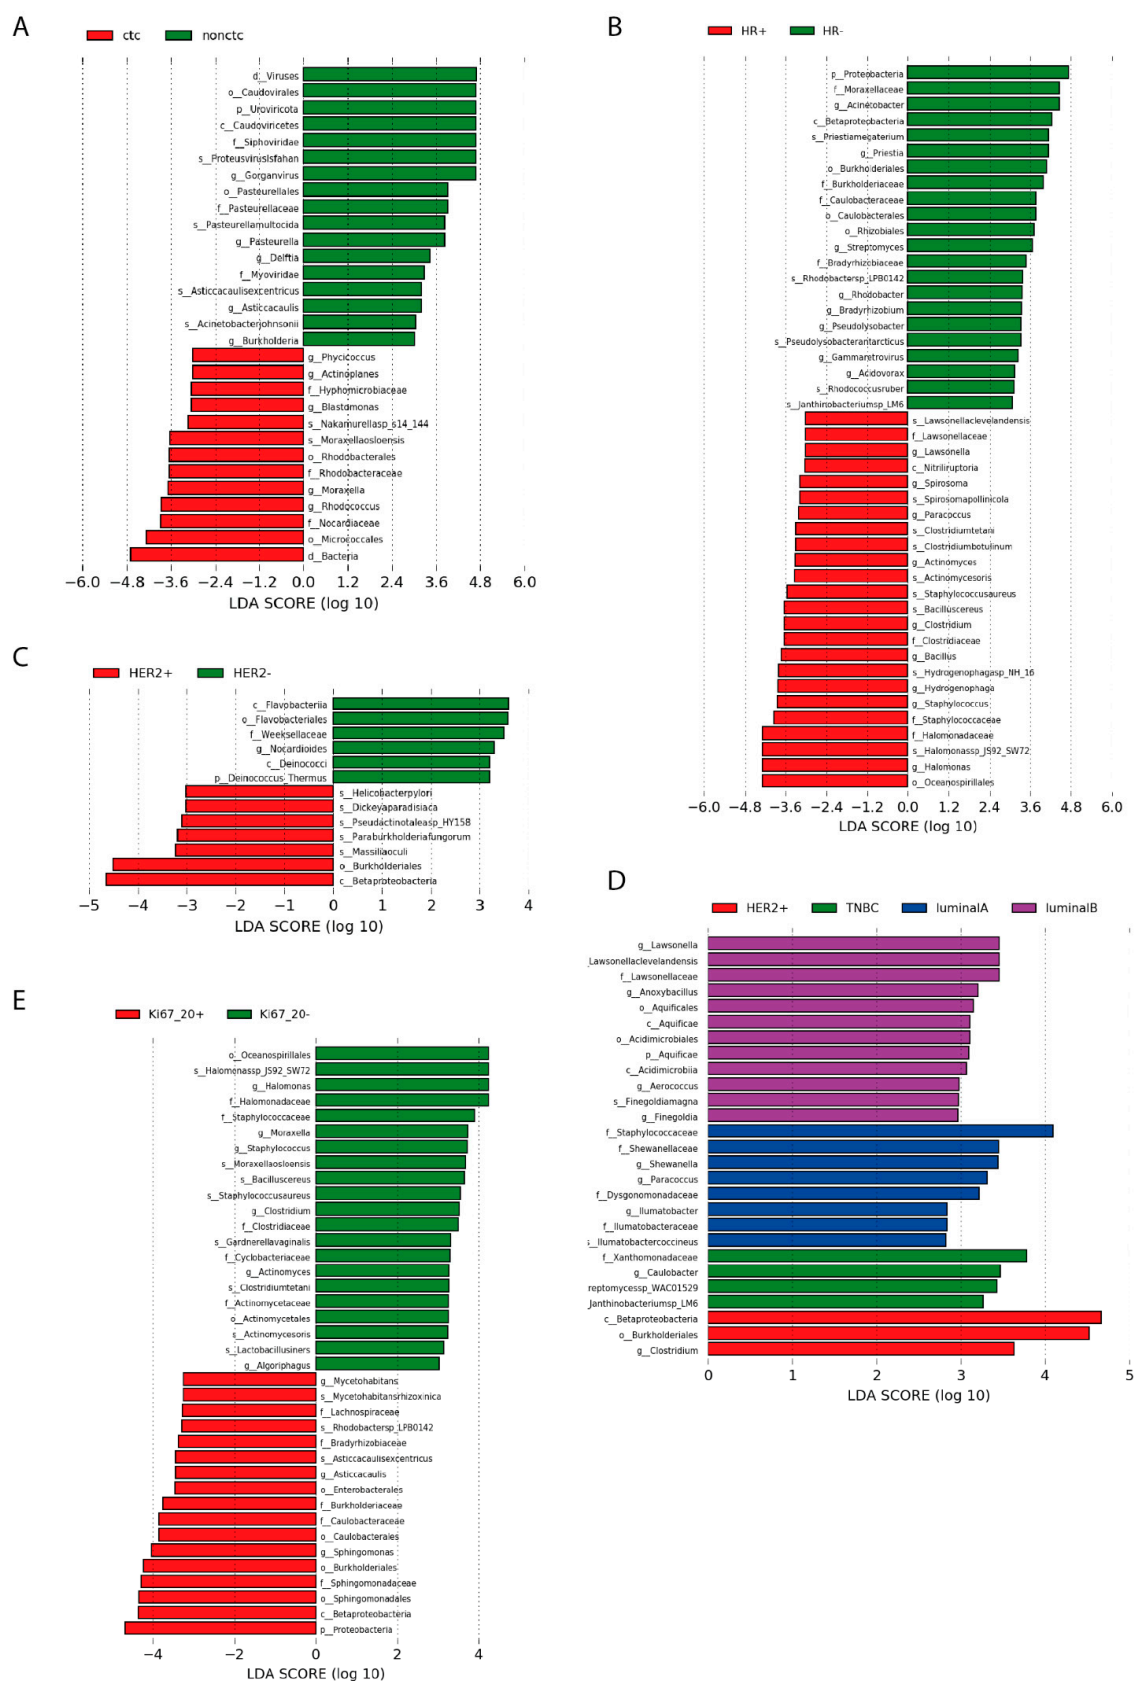 A
ctc nonctc
d__Viruses
o__Caudovirales
p__Uroviricota
c__Caudoviricetes
f__Siphoviridae
s__ProteusvirusIsfahan
g__Gorganvirus
o__Pasteurellales
f__Pasteurellaceae
s__Pasteurellamultocida
g__Pasteurella
g__Delftia
f__Myoviridae
s__Asticcacaulisexcentricus
g__Asticcacaulis
s__Acinetobacterjohnsonii
g__Burkholderia
g__Phycicoccus
g__Actinoplanes
f__Hyphomicrobiaceae
g__Blastomonas
s__Nakamurellasp_s14_144
s__Moraxellaosloensis
o__Rhodobacterales
f__Rhodobacteraceae
g__Moraxella
g__Rhodococcus
f__Nocardiaceae
o__Micrococcales
d__Bacteria
−6.0 −4.8 −3.6 −2.4 −1.2 0.0 1.2 2.4 3.6 4.8 6.0
LDA SCORE (log 10)
B
HR+ HR-
p__Proteobacteria
f__Moraxellaceae
g__Acinetobacter
c__Betaproteobacteria
s__Priestiamegaterium
g__Priestia
o__Burkholderiales
f__Burkholderiaceae
f__Caulobacteraceae
o__Caulobacterales
o__Rhizobiales
g__Streptomyces
f__Bradyrhizobiaceae
s__Rhodobactersp_LPB0142
g__Rhodobacter
g__Bradyrhizobium
g__Pseudolysobacter
s__Pseudolysobacterantarcticus
g__Gammaretrovirus
g__Acidovorax
s__Rhodococcusruber
s__Janthinobacteriumsp_LM6
s__Lawsonellaclevelandensis
f__Lawsonellaceae
g__Lawsonella
c__Nitriliruptoria
g__Spirosoma
s__Spirosomapollinicola
g__Paracoccus
s__Clostridiumtetani
s__Clostridiumbotulinum
g__Actinomyces
s__Actinomycesoris
s__Staphylococcusaureus
s__Bacilluscereus
g__Clostridium
f__Clostridiaceae
g__Bacillus
s__Hydrogenophagasp_NH_16
g__Hydrogenophaga
g__Staphylococcus
f__Staphylococcaceae
f__Halomonadaceae
s__Halomonassp_JS92_SW72
g__Halomonas
o__Oceanospirillales
−6.0 −4.8 −3.6 −2.4 −1.2 0.0 1.2 2.4 3.6 4.8 6.0
LDA SCORE (log 10)
C
HER2+ HER2-
c__Flavobacteriia
o__Flavobacteriales
f__Weeksellaceae
g__Nocardioides
c__Deinococci
p__Deinococcus_Thermus
s__Helicobacterpylori
s__Dickeyaparadisiaca
s__Pseudactinotaleasp_HY158
s__Paraburkholderiafungorum
s__Massiliaoculi
o__Burkholderiales
c__Betaproteobacteria
−5 −4 −3 −2 −1 0 1 2 3 4
LDA SCORE (log 10)
D
HER2+ TNBC luminalA luminalB
g__Lawsonella
_Lawsonellaclevelandensis
f__Lawsonellaceae
g__Anoxybacillus
o__Aquificales
c__Aquificae
o__Acidimicrobiales
p__Aquificae
c__Acidimicrobiia
g__Aerococcus
s__Finegoldiamagna
g__Finegoldia
f__Staphylococcaceae
f__Shewanellaceae
g__Shewanella
g__Paracoccus
f__Dysgonomonadaceae
g__Ilumatobacter
f__Ilumatobacteraceae
s__Ilumatobactercoccineus
f__Xanthomonadaceae
g__Caulobacter
reptomycessp_WAC01529
Janthinobacteriumsp_LM6
c__Betaproteobacteria
o__Burkholderiales
g__Clostridium
0 1 2 3 4 5
LDA SCORE (log 10)
E
Ki67_20+ Ki67_20-
o__Oceanospirillales
s__Halomonassp_JS92_SW72
g__Halomonas
f__Halomonadaceae
f__Staphylococcaceae
g__Moraxella
g__Staphylococcus
s__Moraxellaosloensis
s__Bacilluscereus
s__Staphylococcusaureus
g__Clostridium
f__Clostridiaceae
s__Gardnerellavaginalis
f__Cyclobacteriaceae
g__Actinomyces
s__Clostridiumtetani
f__Actinomycetaceae
o__Actinomycetales
s__Actinomycesoris
s__Lactobacillusiners
g__Algoriphagus
g__Mycetohabitans
s__Mycetohabitansrhizoxinica
f__Lachnospiraceae
s__Rhodobactersp_LPB0142
f__Bradyrhizobiaceae
s__Asticcacaulisexcentricus
g__Asticcacaulis
o__Enterobacterales
f__Burkholderiaceae
f__Caulobacteraceae
o__Caulobacterales
g__Sphingomonas
o__Burkholderiales
f__Sphingomonadaceae
o__Sphingomonadales
c__Betaproteobacteria
p__Proteobacteria
−4 −2 0 2 4
LDA SCORE (log 10)